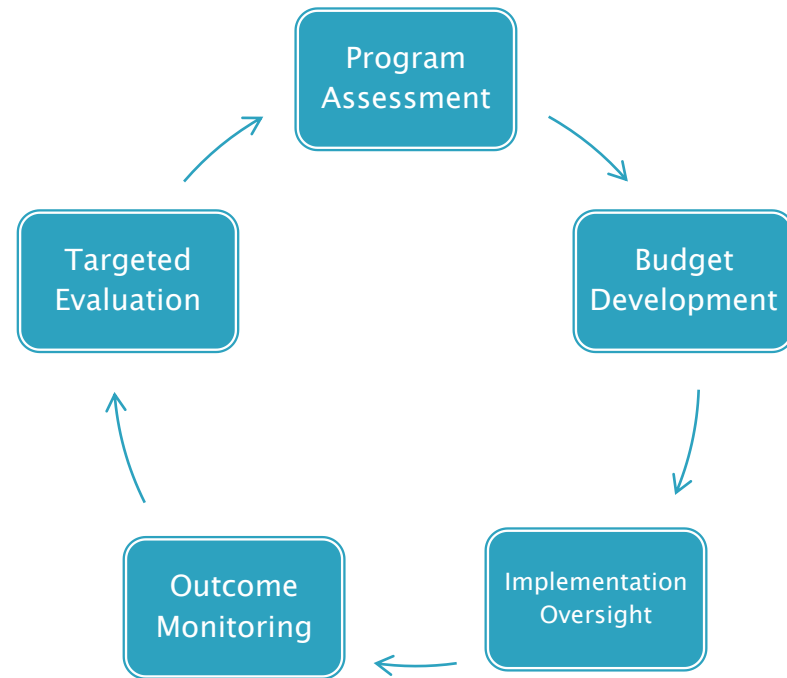 Program
Assessment
Budget
Development
Implementation
Oversight
Outcome
Monitoring
Targeted
Evaluation